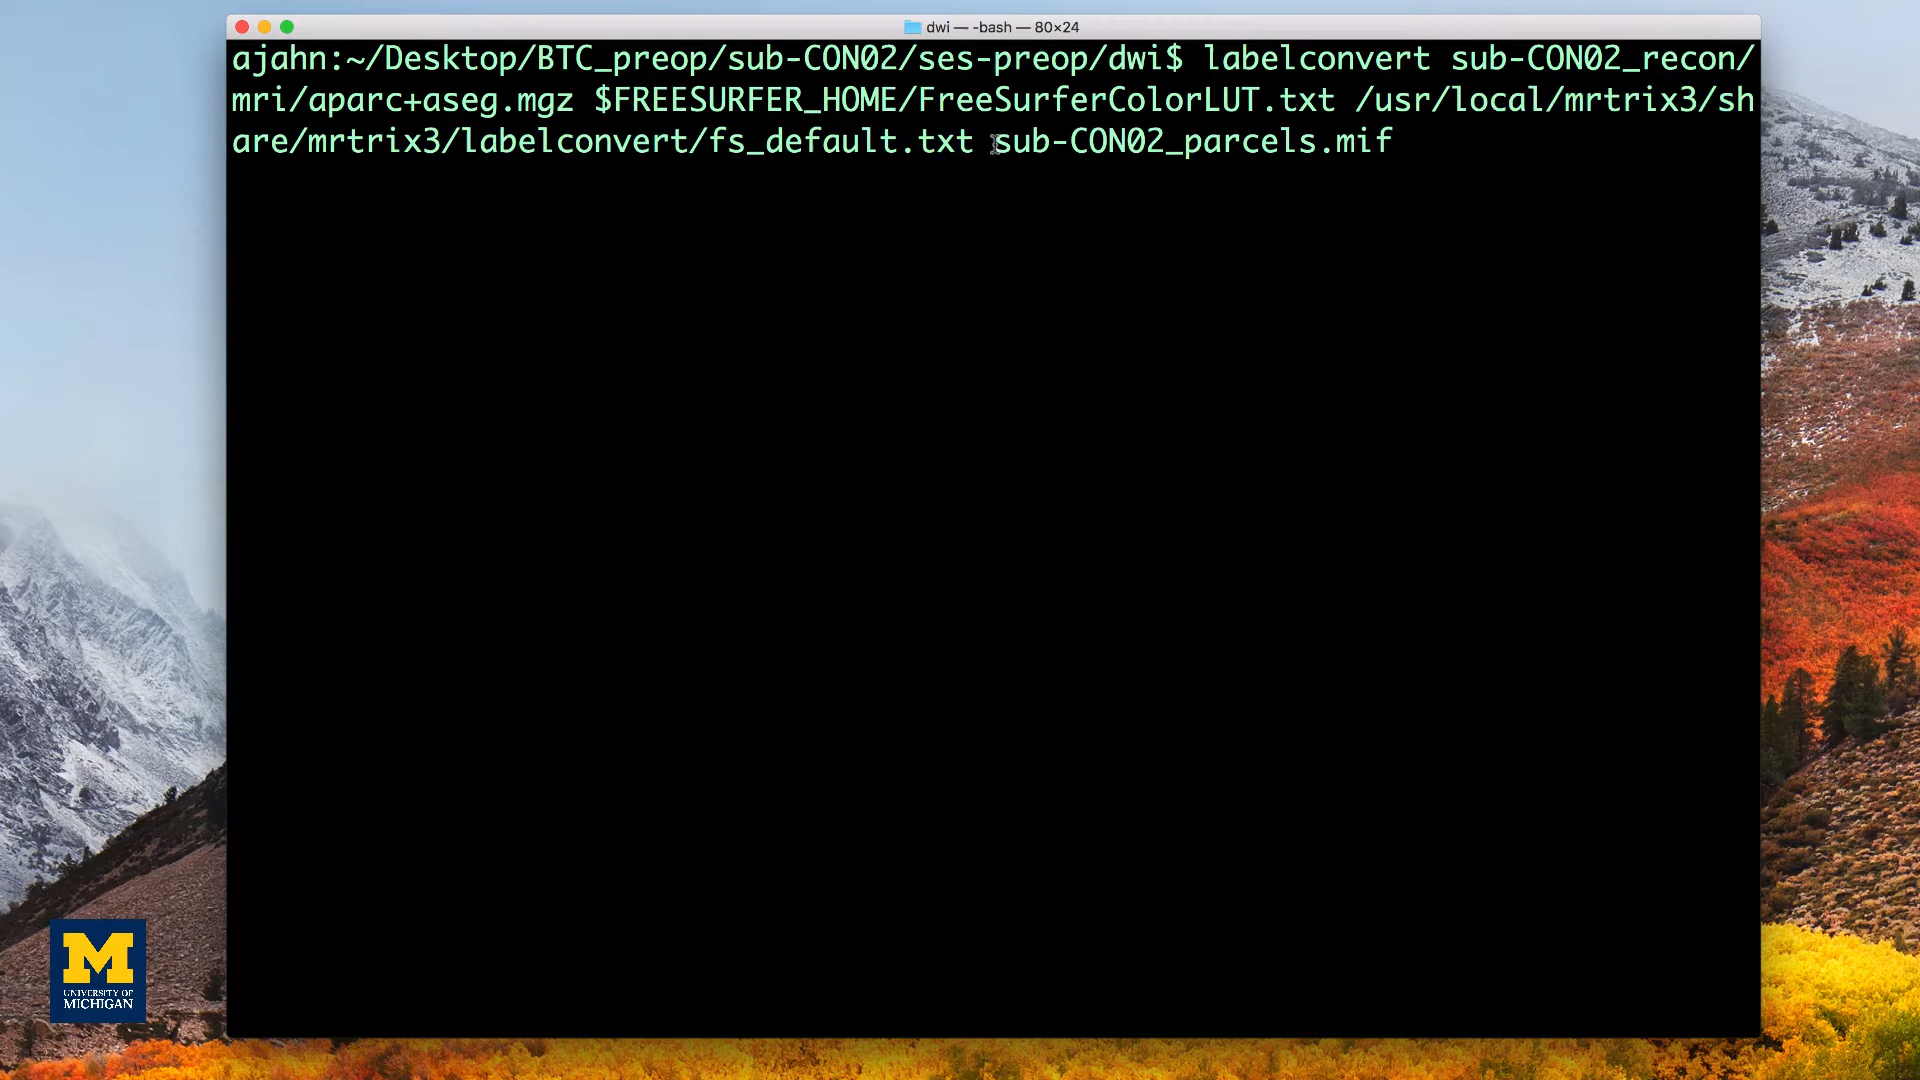 dwi — -bash — 80×24
ajahn:~/Desktop/BTC_preop/sub-CON02/ses-preop/dwi$ labelconvert sub-CON02_recon/
mri/aparc+aseg.mgz $FREESURFER_HOME/FreeSurferColorLUT.txt /usr/local/mrtrix3/sh
are/mrtrix3/labelconvert/fs_default.txt sub-CON02_parcels.mif
M
UNIVERSITY OF
MICHIGAN